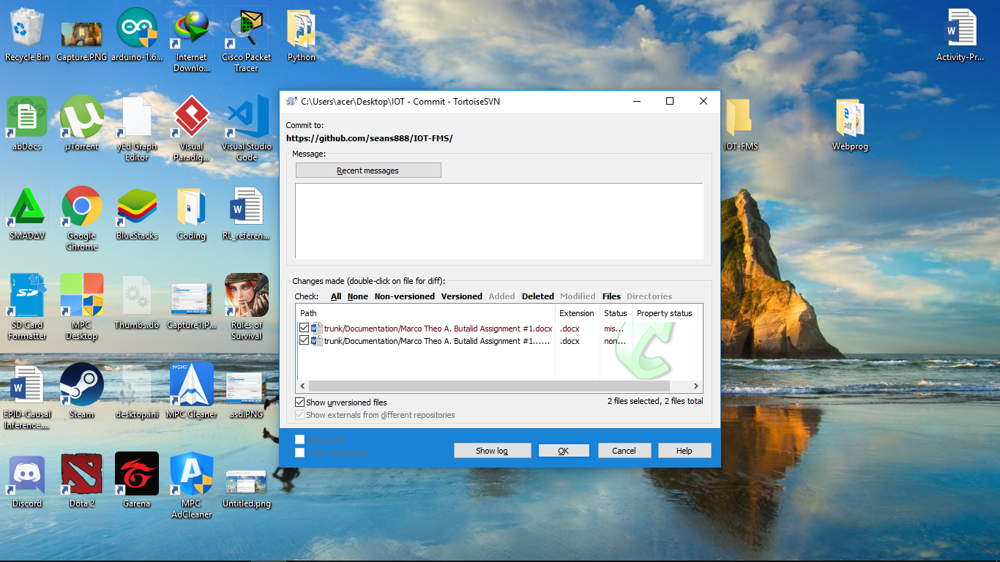 Recycle Bin
Capture.PNG
arduino-1.6...
Internet
Downlo...
Cisco Packet
Tracer
Python
Activity-Pr...
abDocs
µTorrent
yEd Graph
Editor
Visual
Paradig...
Visual Studio
Code
IOT-FMS
Webprog
SMADΔV
Google
Chrome
BlueStacks
Coding
RL_referen...
SD Card
Formatter
MPC
Desktop
Thumbs.db
Capture1.P...
Rules of
Survival
EPID-Causal
Inference....
Steam
desktop.ini
MPC Cleaner
asd.PNG
Discord
Dota 2
Garena
MPC
AdCleaner
Untitled.png
C:\Users\acer\Desktop\IOT - Commit - TortoiseSVN
Commit to:
https://github.com/seans888/IOT-FMS/
Message:
Recent messages
Changes made (double-click on file for diff):
Check: All None Non-versioned Versioned Added Deleted Modified Files Directories
Path Extension Status Property status
trunk/Documentation/Marco Theo A. Butalid Assignment #1.docx .docx mis...
trunk/Documentation/Marco Theo A. Butalid Assignment #1...... .docx non...
Show unversioned files
2 files selected, 2 files total
Show externals from different repositories
Show log OK Cancel Help